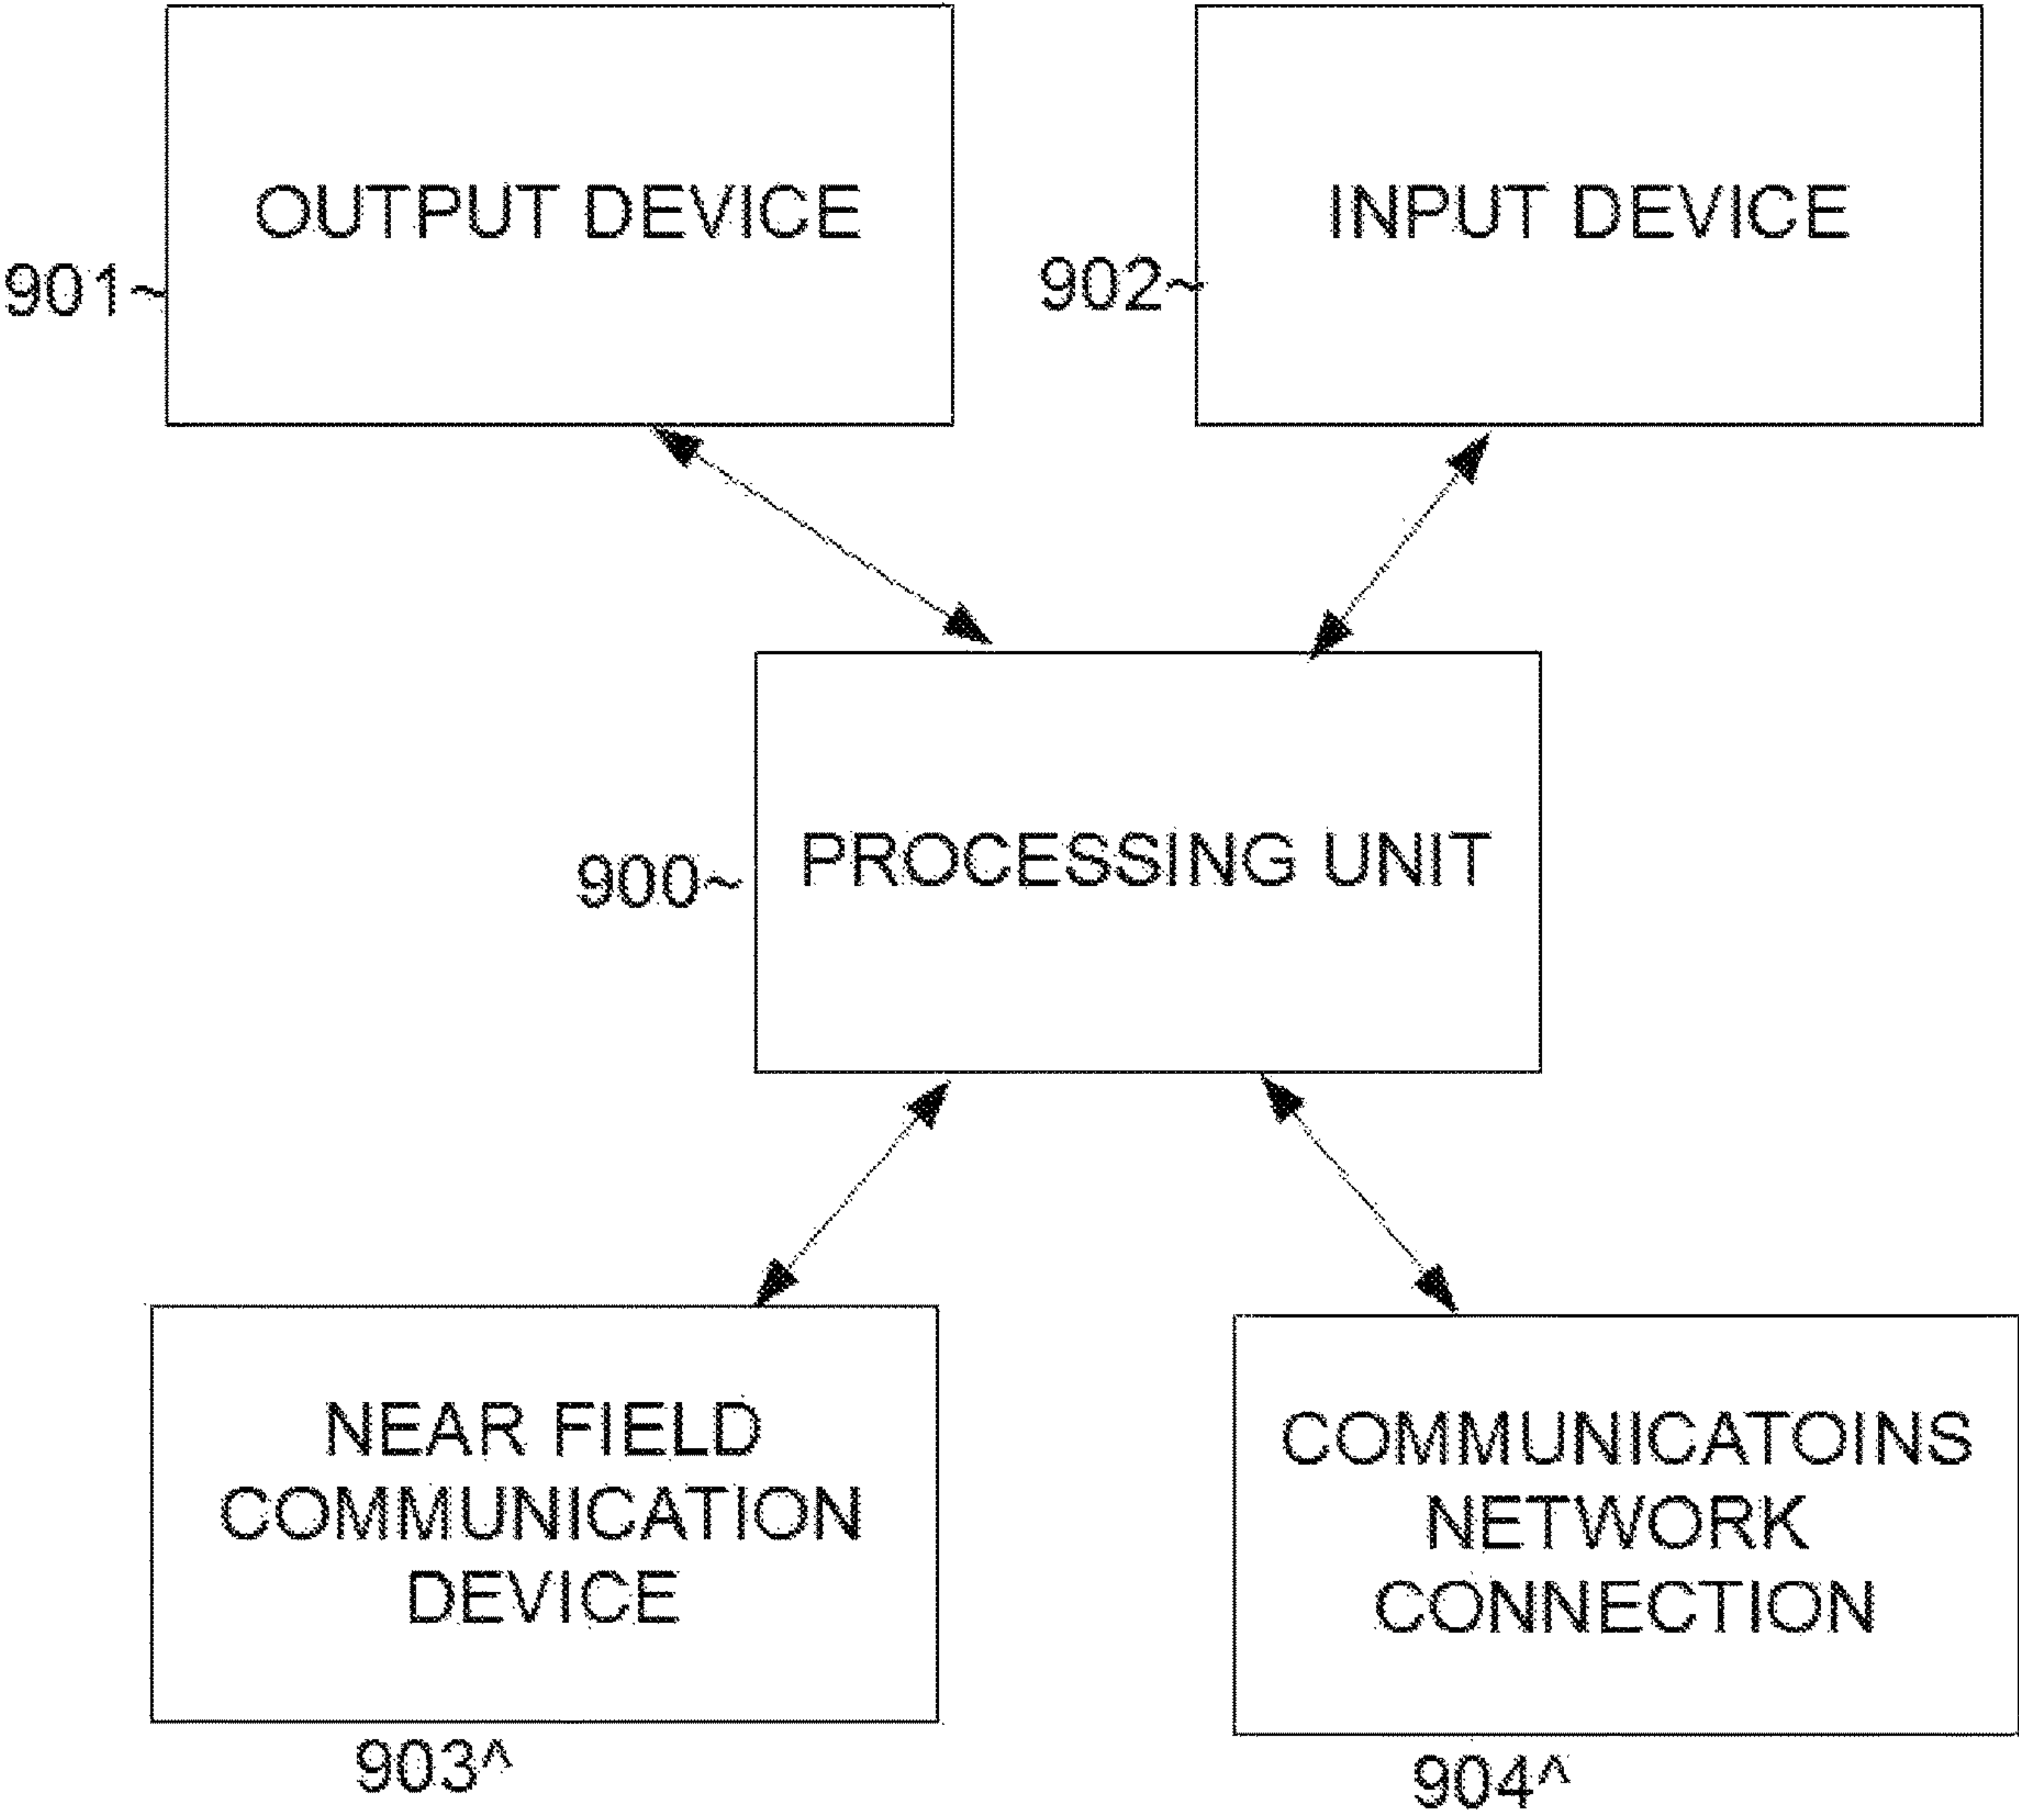 OUTPUT DEVICE
901~
INPUT DEVICE
902~
PROCESSING UNIT
900~
NEAR FIELD
COMMUNICATION
DEVICE
903^
COMMUNICATOINS
NETWORK
CONNECTION
904^